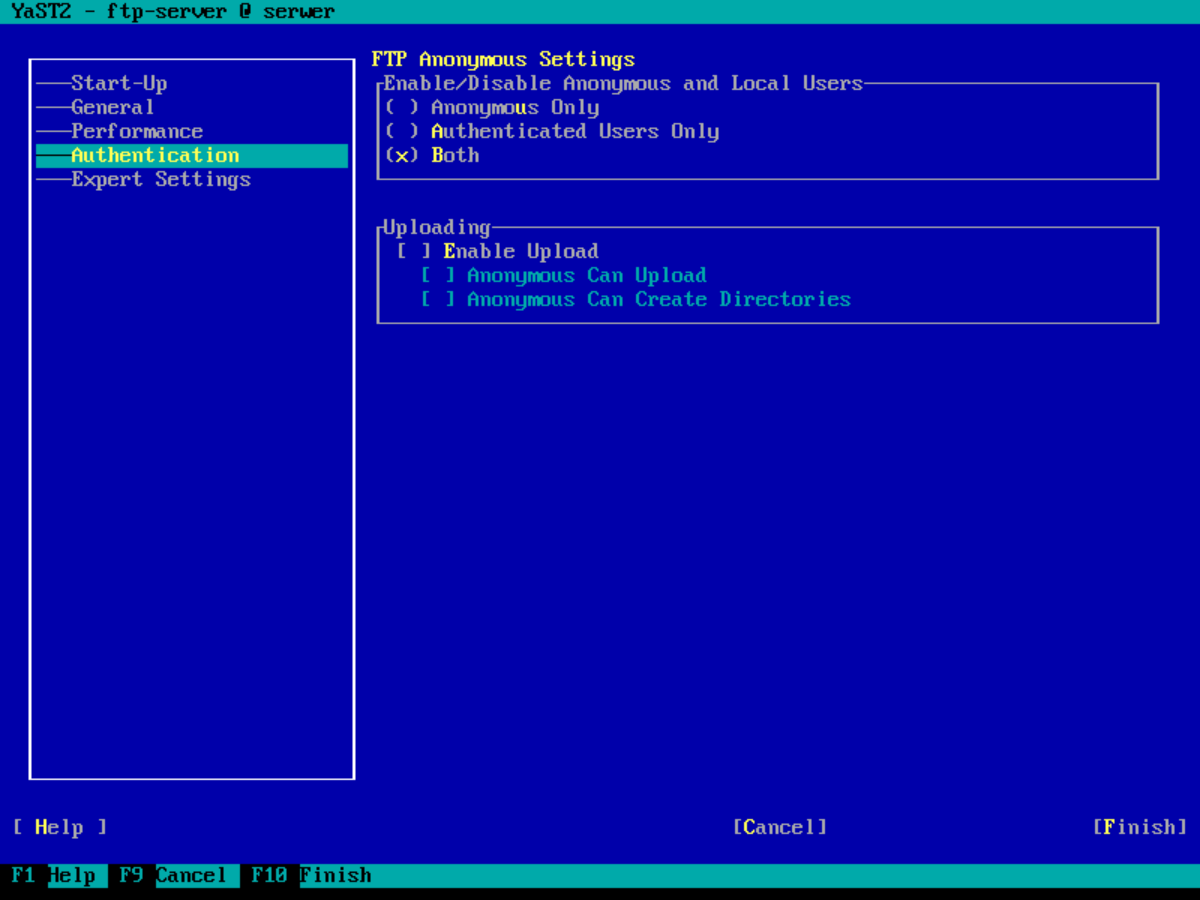 YaST2 - ftp-server @ serwer
Start-Up
General
Performance
Authentication
Expert Settings
FTP Anonymous Settings
Enable/Disable Anonymous and Local Users
( ) Anonymous Only
( ) Authenticated Users Only
(x) Both
Uploading
[ ] Enable Upload
[ ] Anonymous Can Upload
[ ] Anonymous Can Create Directories
[ Help ] [Cancel] [Finish]
F1 Help F9 Cancel F10 Finish